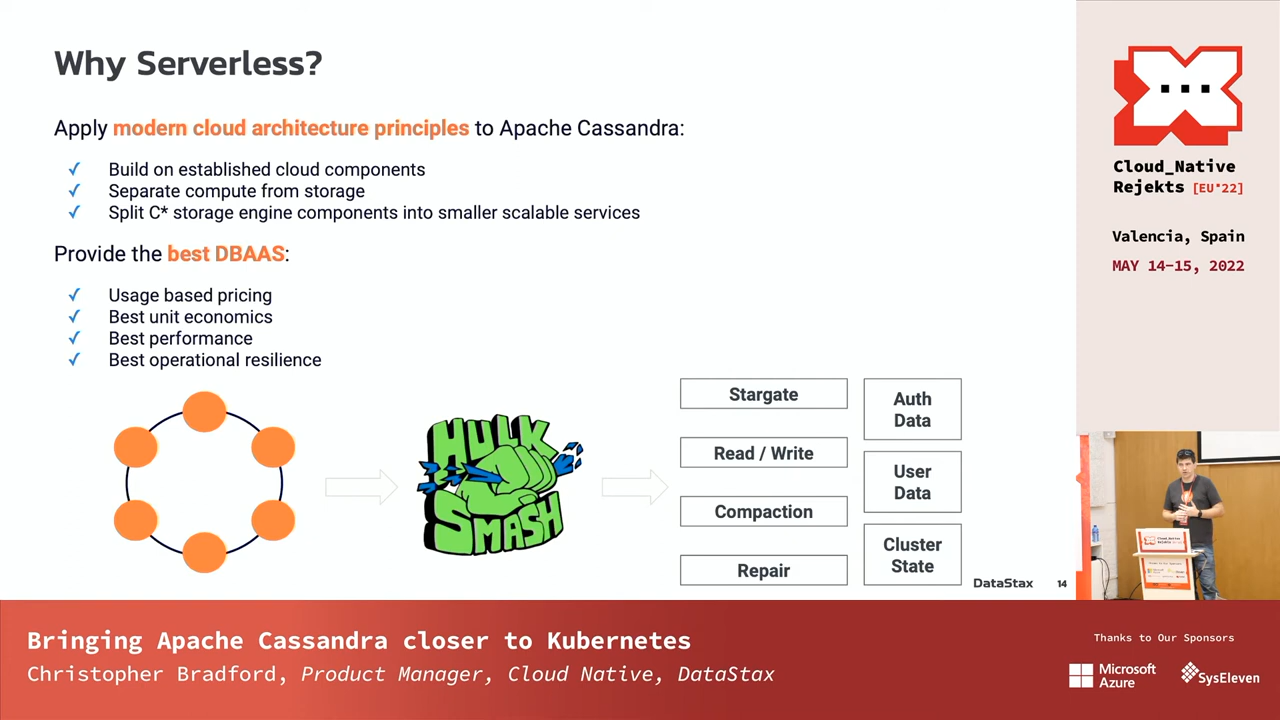 Why Serverless?
Apply modern cloud architecture principles to Apache Cassandra:
✓ Build on established cloud components
✓ Separate compute from storage
✓ Split C* storage engine components into smaller scalable services
Provide the best DBAAS:
✓ Usage based pricing
✓ Best unit economics
✓ Best performance
✓ Best operational resilience
HULK
SMASH
Stargate
Read / Write
Compaction
Repair
Auth
Data
User
Data
Cluster
State
DataStax 14
Cloud_Native
Rejekts [EU*22]
Valencia, Spain
MAY 14-15, 2022
Bringing Apache Cassandra closer to Kubernetes
Christopher Bradford, Product Manager, Cloud Native, DataStax
Thanks to Our Sponsors
Microsoft
Azure
SysEleven